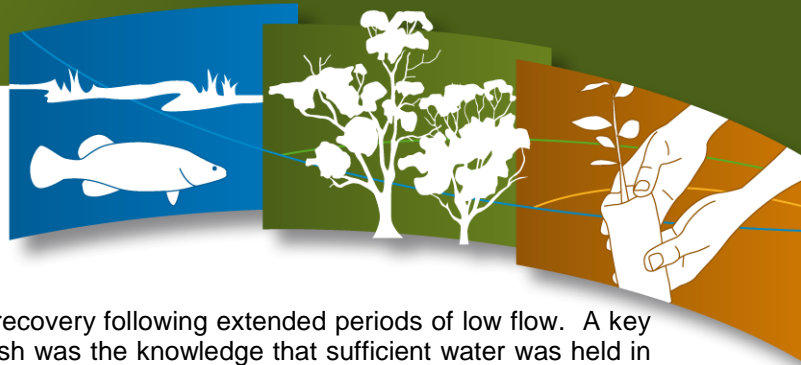 recovery following extended periods of low flow. A key
sh was the knowledge that sufficient water was held in